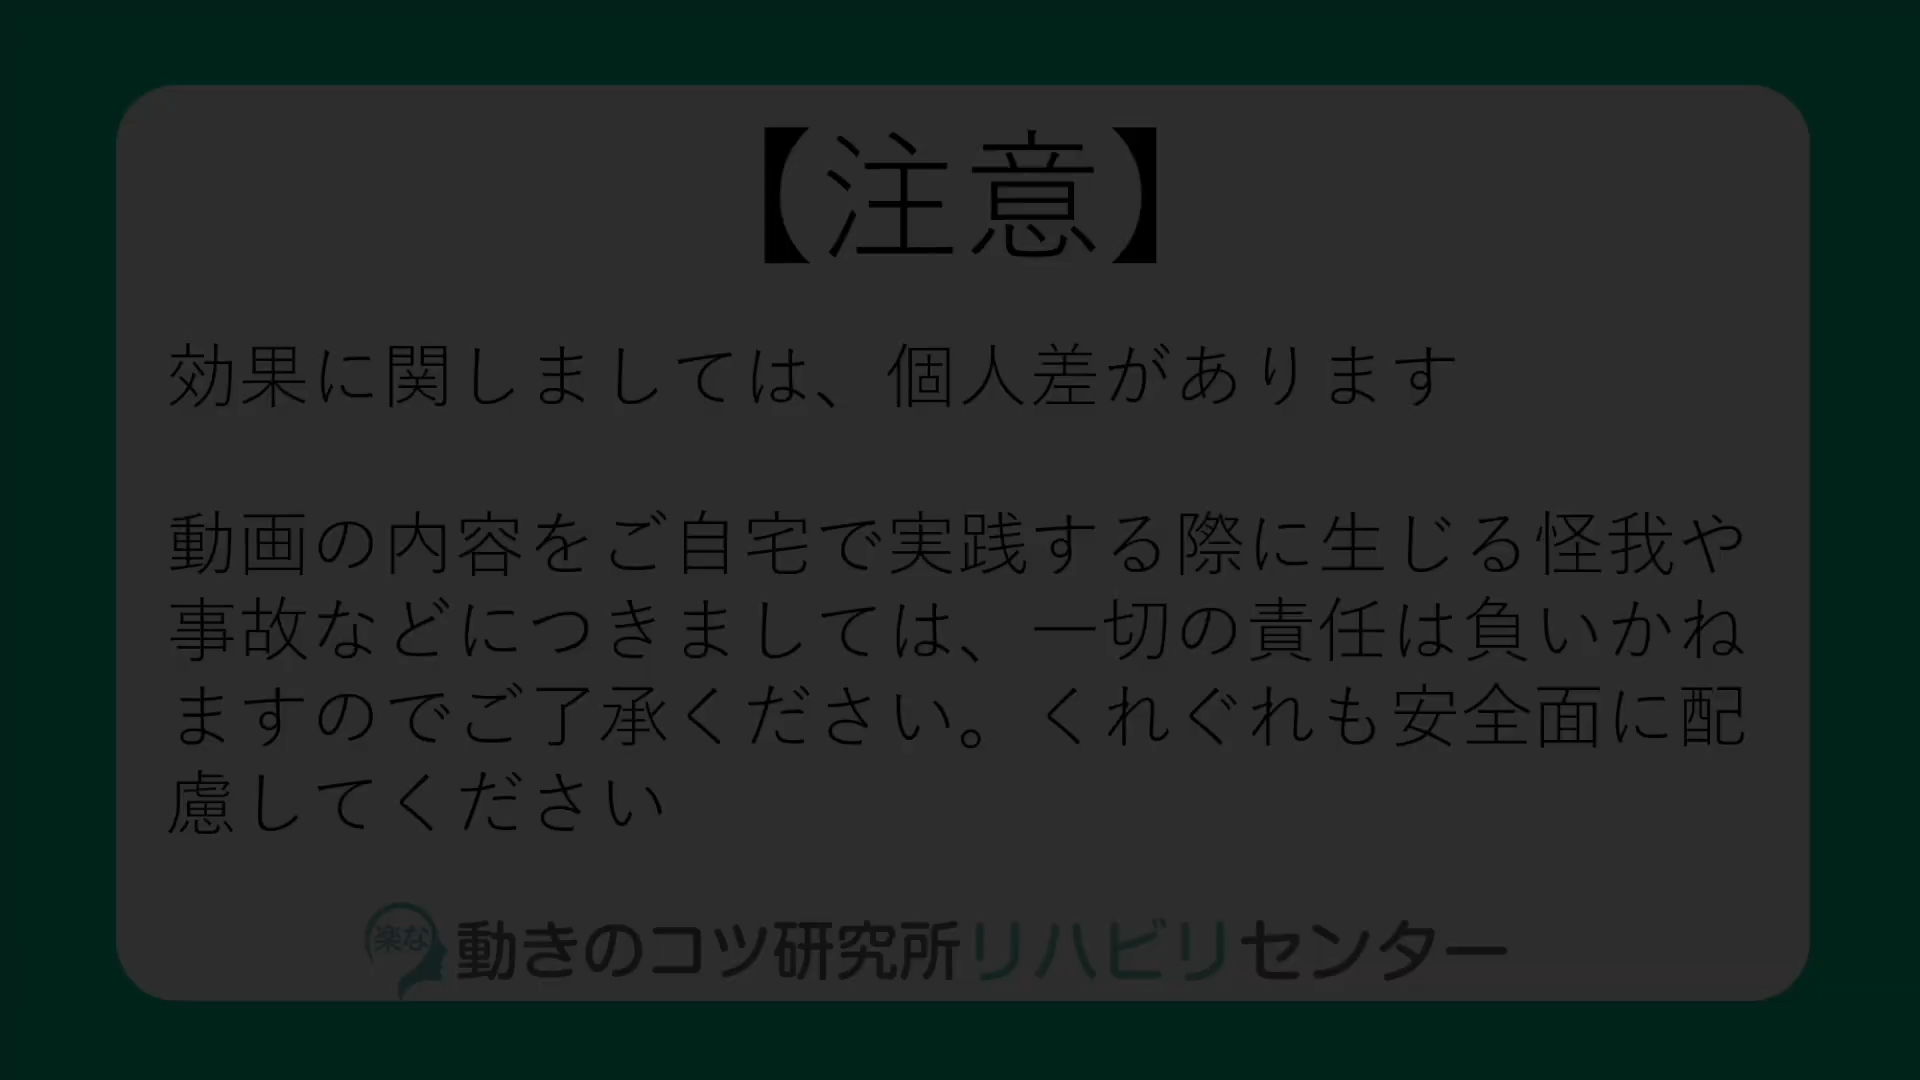 【注意】
効果に関しましては、個人差があります
動画の内容をご自宅で実践する際に生じる怪我や
事故などにつきましては、一切の責任は負いかね
ますのでご了承ください。くれぐれも安全面に配
慮してください
楽な動きのコツ研究所リハビリセンター